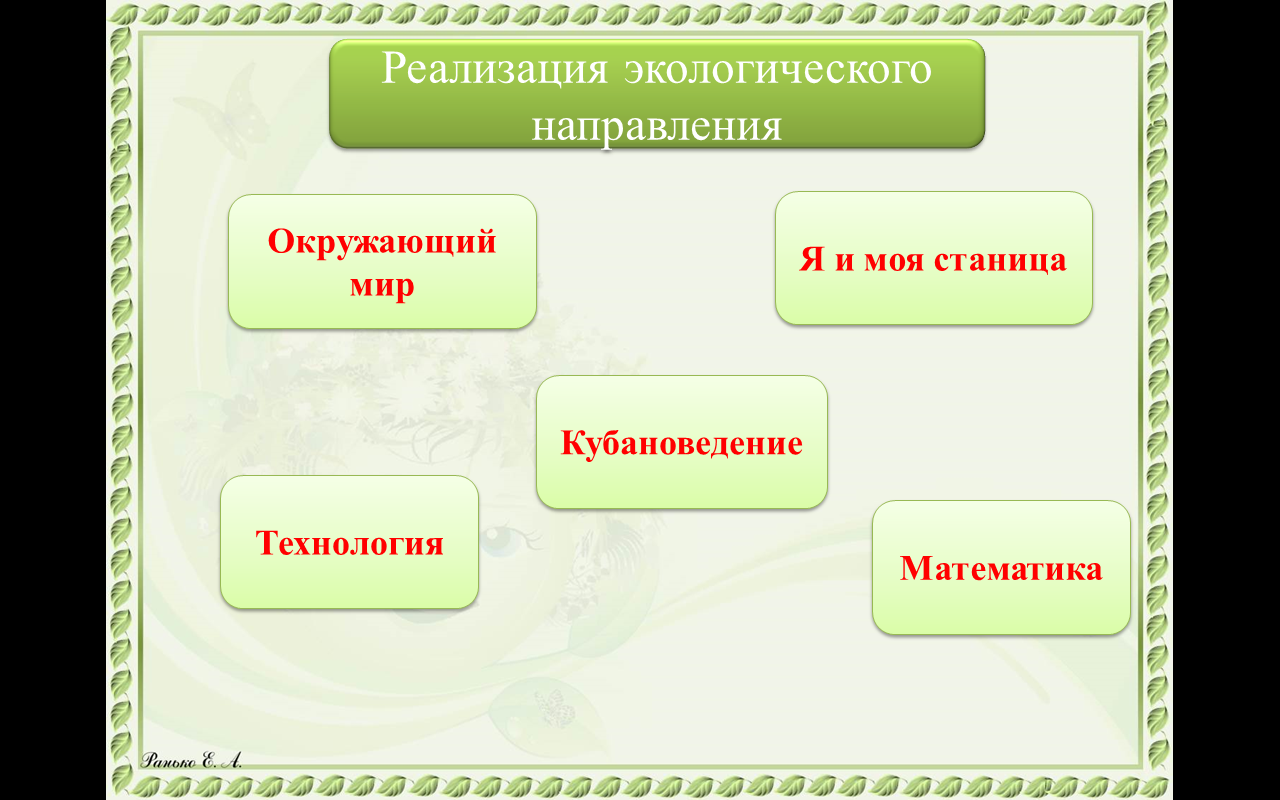 Реализация экологического
направления
Окружающий
мир
Я и моя станица
Кубановедение
Технология
Математика
Ранько Е. А.